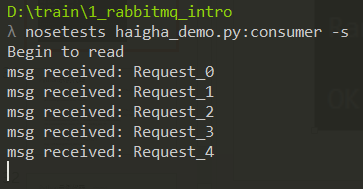 D:\train\1_rabbitmq_intro
λ nosetests haigha_demo.py:consumer -s
Begin to read
msg received: Request_0
msg received: Request_1
msg received: Request_2
msg received: Request_3
msg received: Request_4